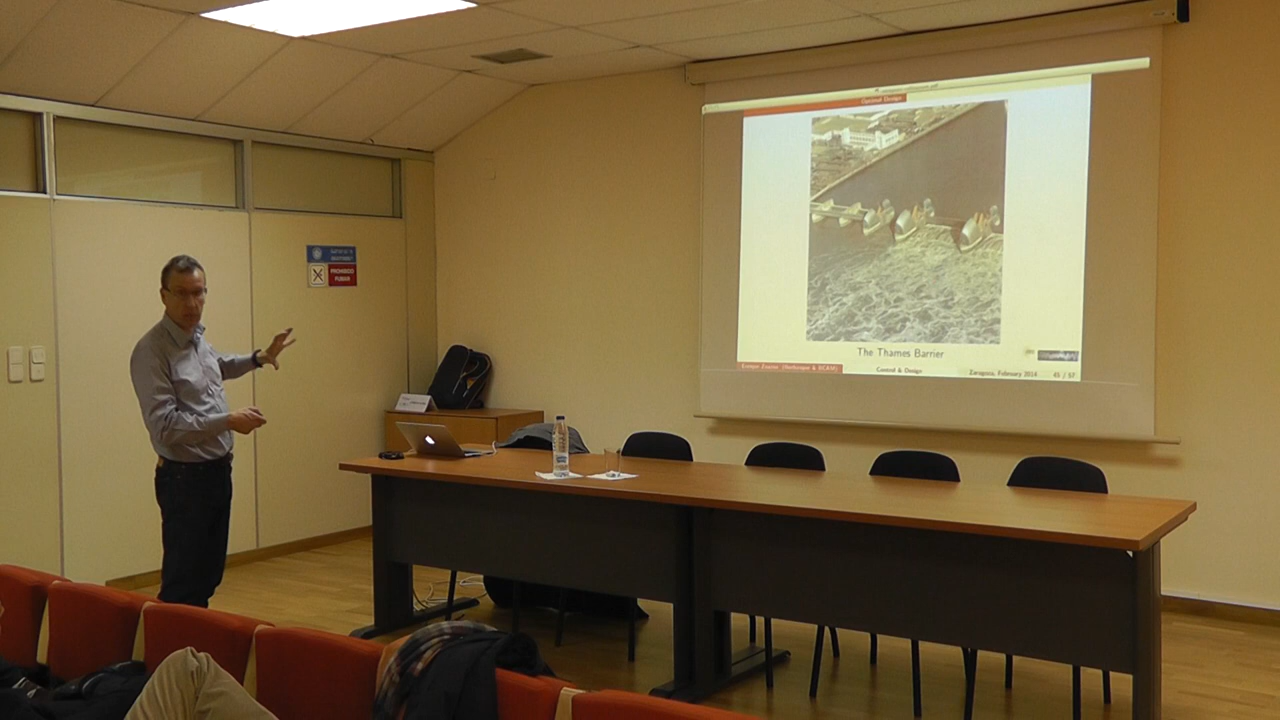 Optimal Design
The Thames Barrier
Enrique Zuazua (Ikerbasque & BCAM)
Control & Design
Zaragoza, February 2014
45 / 57
PROHIBIDO
FUMAR